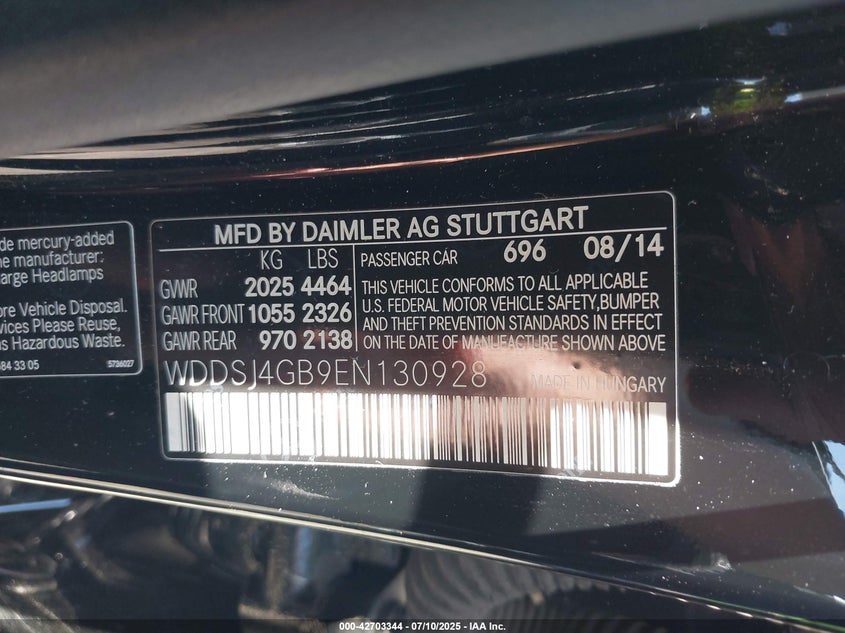 de mercury-added
ne manufacturer:
arge Headlamps
ore Vehicle Disposal.
vices Please Reuse,
as Hazardous Waste.
584 33 05 5736027
MFD BY DAIMLER AG STUTTGART
KG LBS
GVWR 2025 4464
GAWR FRONT 1055 2326
GAWR REAR 970 2138
PASSENGER CAR 696 08/14
THIS VEHICLE CONFORMS TO ALL APPLICABLE
U.S. FEDERAL MOTOR VEHICLE SAFETY,BUMPER
AND THEFT PREVENTION STANDARDS IN EFFECT
ON THE DATE OF MANUFACTURE SHOWN ABOVE
WDDSJ4GB9EN130928 MADE IN HUNGARY
000-42703344 / 07/10/2025 - IAA Inc.